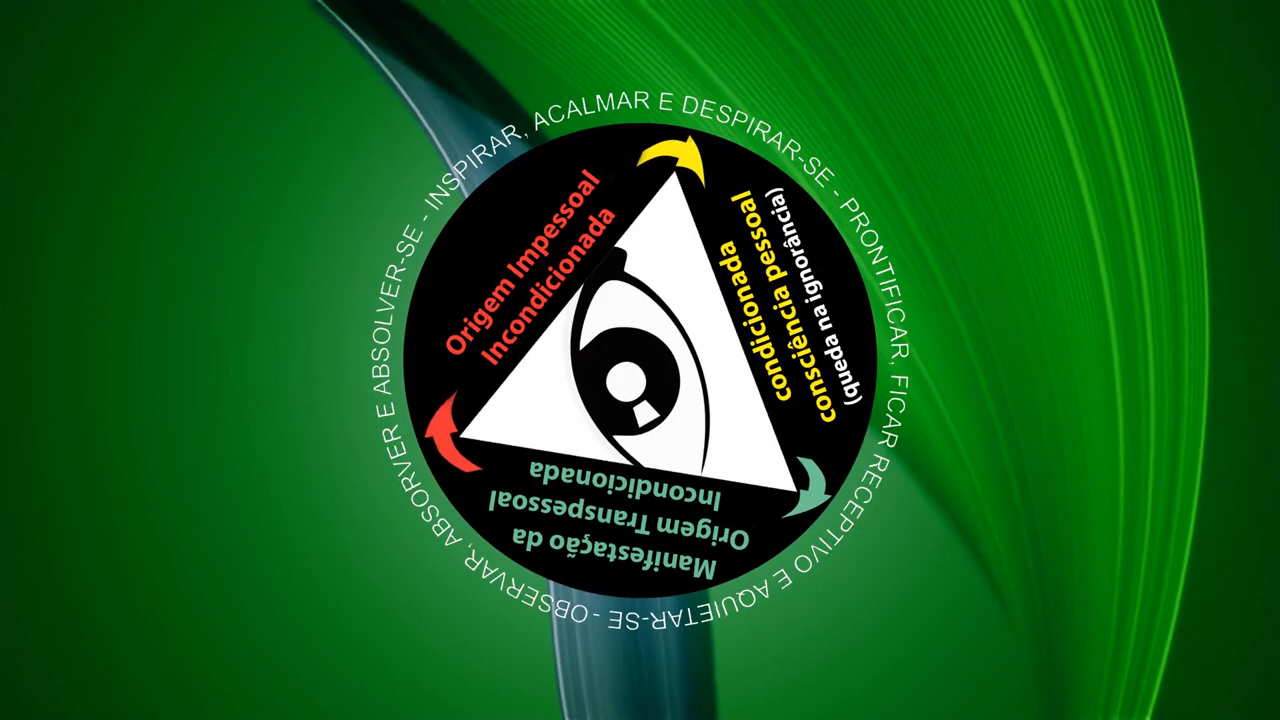 INSPIRAR, ACALMAR E DESPIRAR-SE - PRONTIFICAR, FICAR RECEPTIVO E AQUIETAR-SE - OBSERVAR, ABSORVER E ABSOLVER-SE -
Origem Impessoal
Incondicionada
(queda na ignorância)
consciência pessoal
condicionada
Manifestação da
Origem Transpessoal
Incondicionada